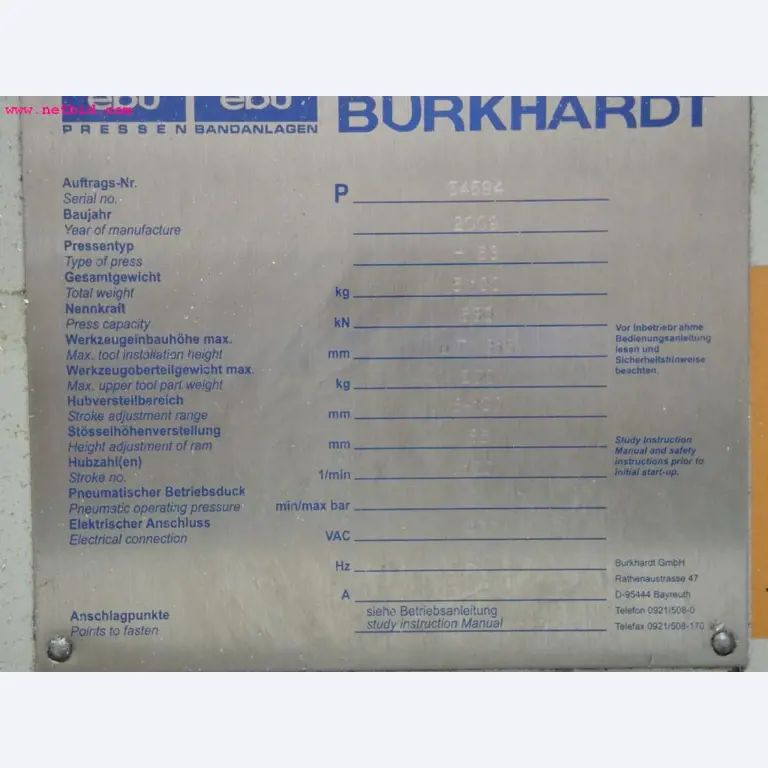 www.netbid.com
ebu ebu BURKHARDT
PRESSEN BANDANLAGEN
Auftrags-Nr.
Serial no. P 54594
Baujahr
Year of manufacture
Pressentyp
Type of press
Gesamtgewicht
Total weight kg
Nennkraft
Press capacity kN
Werkzeugeinbauhöhe max.
Max. tool installation height mm
Werkzeugoberteilgewicht max.
Max. upper tool part weight kg
Hubverstellbereich
Stroke adjustment range mm
Stösselhöhenverstellung
Height adjustment of ram mm
Hubzahl(en)
Stroke no. 1/min
Pneumatischer Betriebsduck
Pneumatic operating pressure min/max bar
Elektrischer Anschluss
Electrical connection VAC
Hz
A
Anschlagpunkte siehe Betriebsanleitung
Points to fasten study instruction Manual
Vor Inbetriebnahme
Bedienungsanleitung
lesen und
Sicherheitshinweise
beachten.
Study Instruction
Manual and safety
instructions prior to
initial start-up.
Burkhardt GmbH
Rathenaustrasse 47
D-95444 Bayreuth
Telefon 0921/508-0
Telefax 0921/508-170